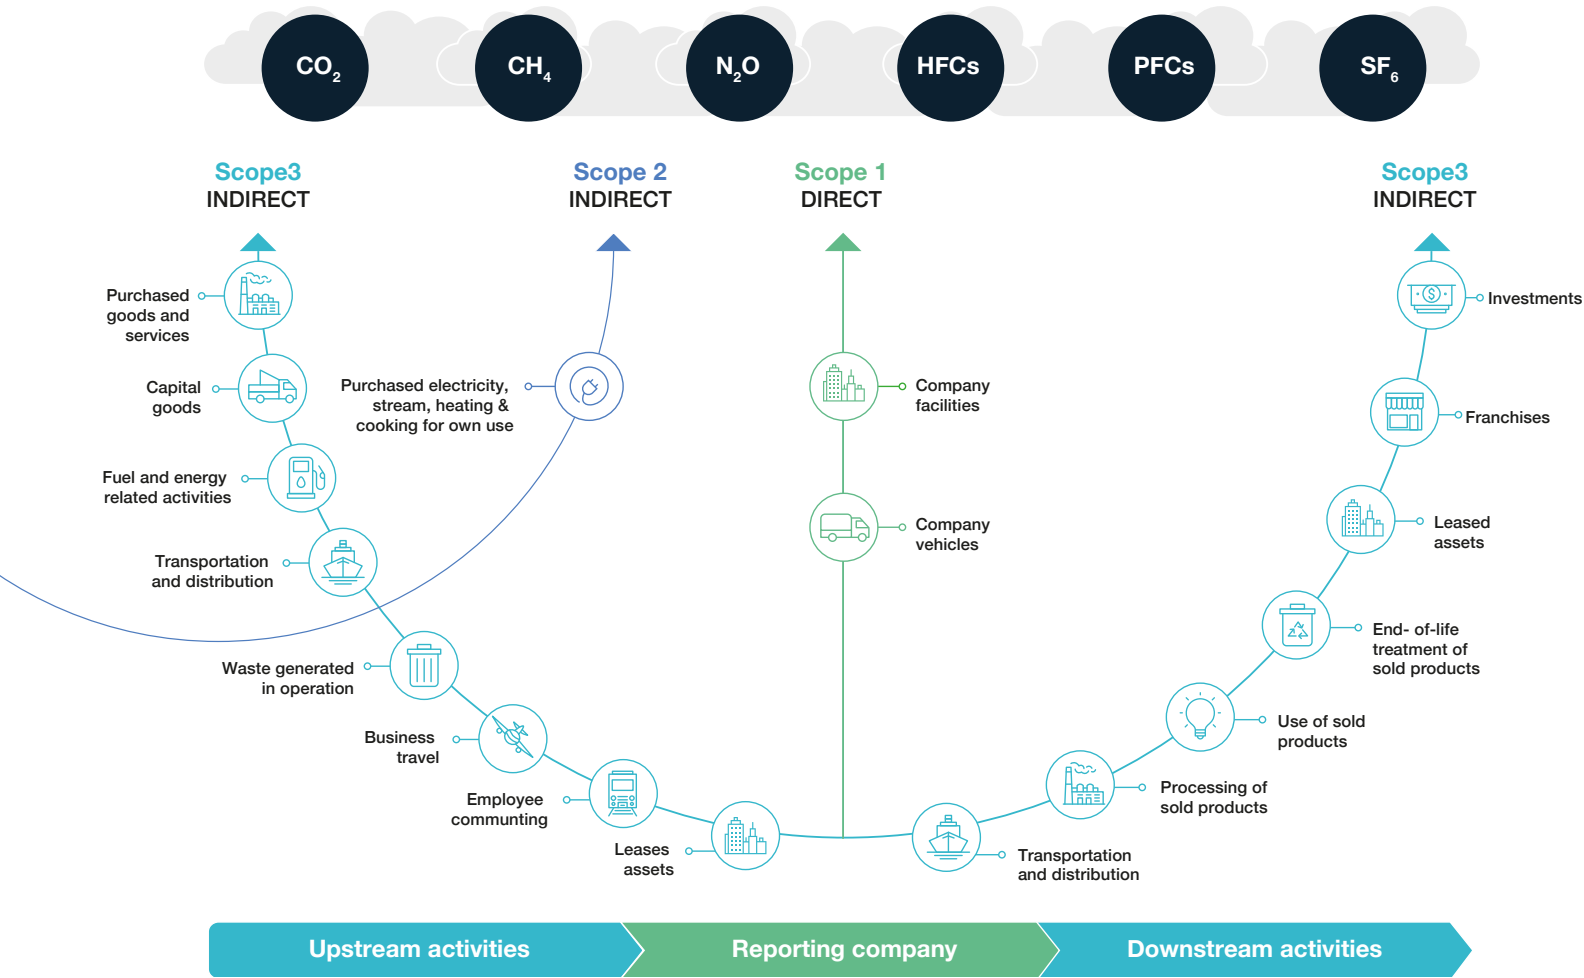 CO₂
CH₄
N₂O
HFCs
PFCs
SF₆
Scope3
INDIRECT
Scope 2
INDIRECT
Scope 1
DIRECT
Scope3
INDIRECT
Purchased
goods and
services
Capital
goods
Fuel and energy
related activities
Transportation
and distribution
Waste generated
in operation
Business
travel
Employee
communting
Leases
assets
Purchased electricity,
stream, heating &
cooking for own use
Company
facilities
Company
vehicles
Investments
Franchises
Leased
assets
End- of-life
treatment of
sold products
Use of sold
products
Processing of
sold products
Transportation
and distribution
Upstream activities
Reporting company
Downstream activities